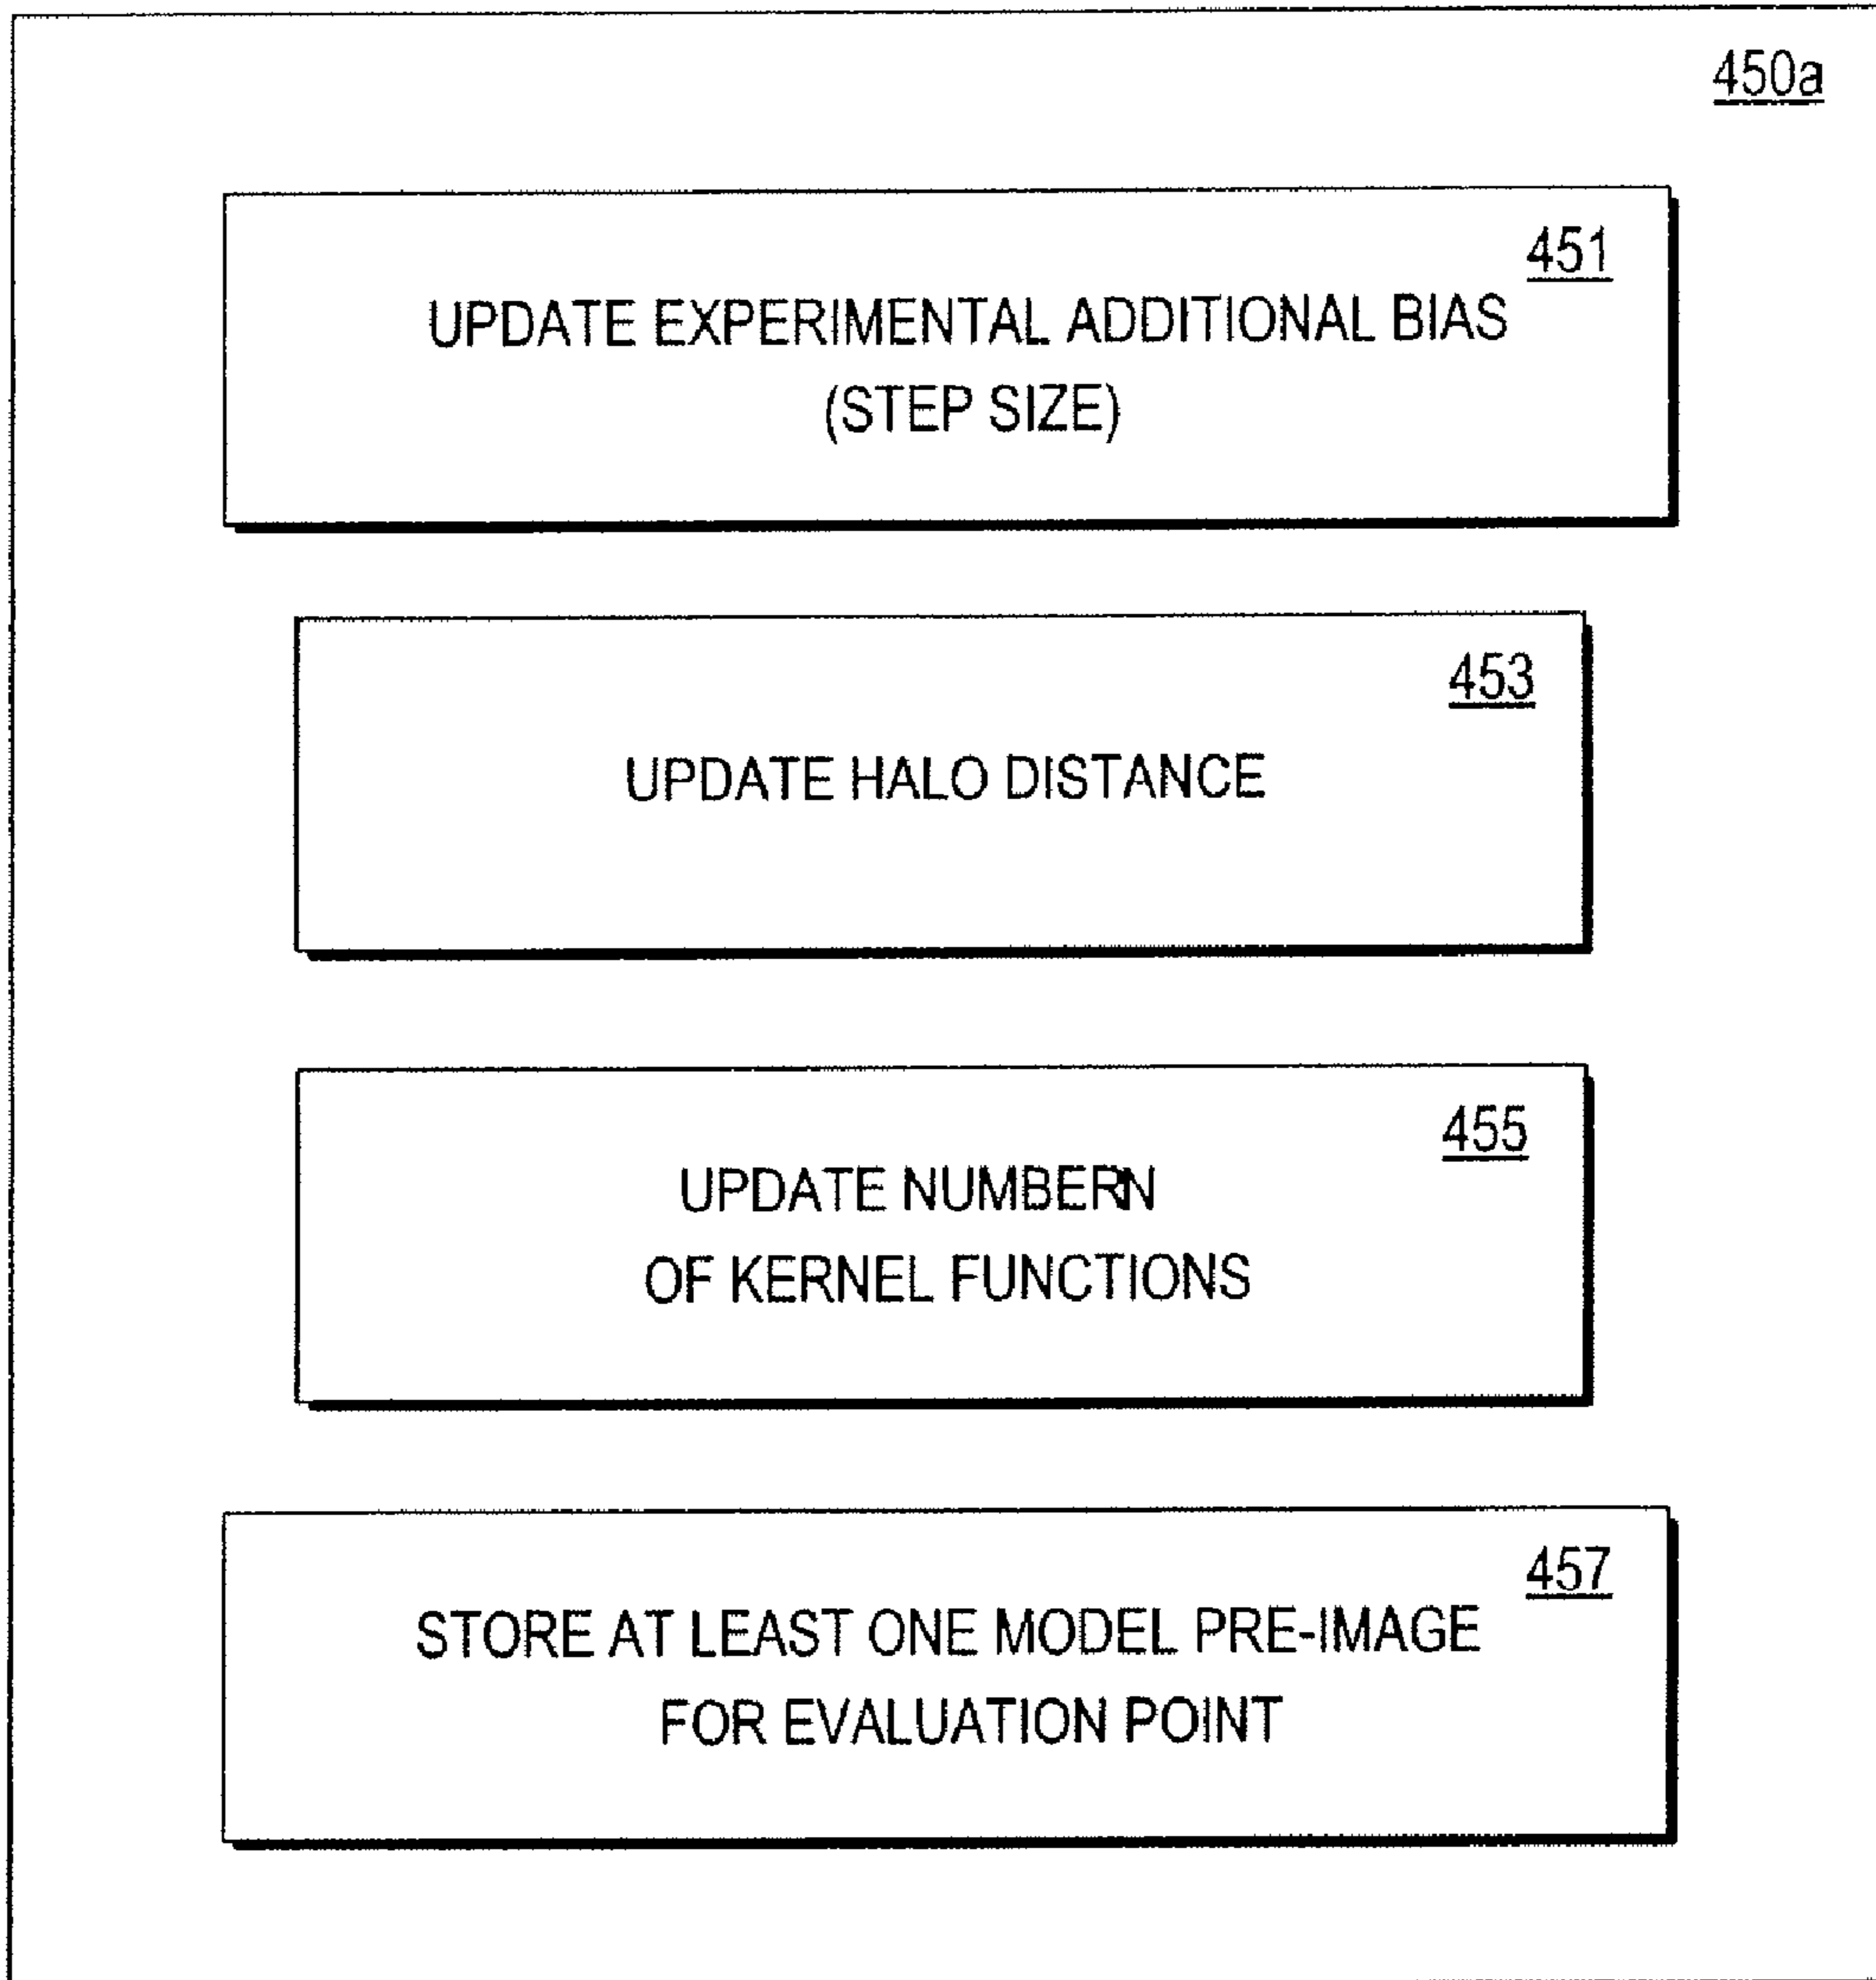 450a
451
UPDATE EXPERIMENTAL ADDITIONAL BIAS
(STEP SIZE)
453
UPDATE HALO DISTANCE
455
UPDATE NUMBERN
OF KERNEL FUNCTIONS
457
STORE AT LEAST ONE MODEL PRE-IMAGE
FOR EVALUATION POINT